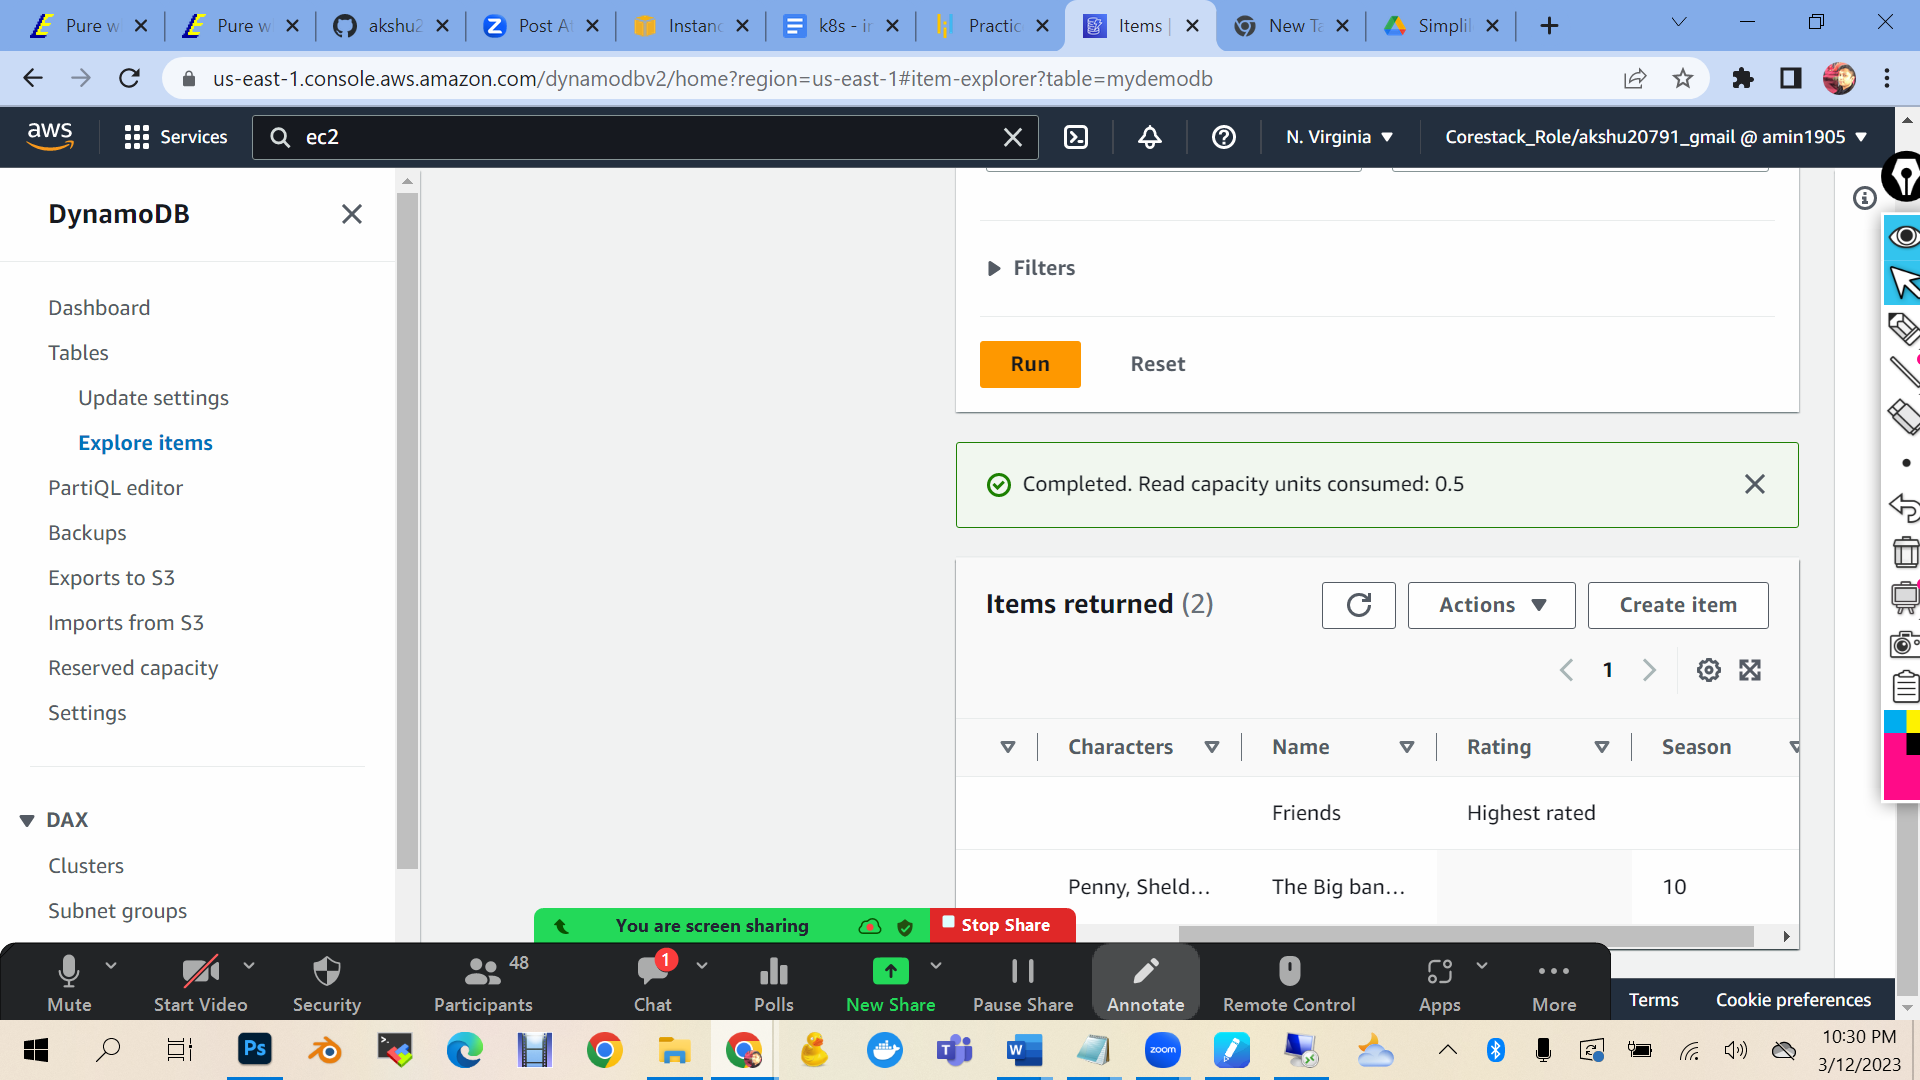 Pure w
Pure w
akshu2
Post At
Instanc
k8s - in
Practic
Items |
New Ta
Simplil
us-east-1.console.aws.amazon.com/dynamodbv2/home?region=us-east-1#item-explorer?table=mydemodb
aws
Services
ec2
N. Virginia
Corestack_Role/akshu20791_gmail @ amin1905
DynamoDB
Dashboard
Tables
Update settings
Explore items
PartiQL editor
Backups
Exports to S3
Imports from S3
Reserved capacity
Settings
DAX
Clusters
Subnet groups
Filters
Run
Reset
Completed. Read capacity units consumed: 0.5
Items returned (2)
Actions
Create item
1
Characters
Name
Rating
Season
Friends
Highest rated
Penny, Sheld...
The Big ban...
10
You are screen sharing
Stop Share
Mute
Start Video
Security
48
Participants
1
Chat
Polls
New Share
Pause Share
Annotate
Remote Control
Apps
More
Terms
Cookie preferences
Ps
W
zoom
10:30 PM
3/12/2023